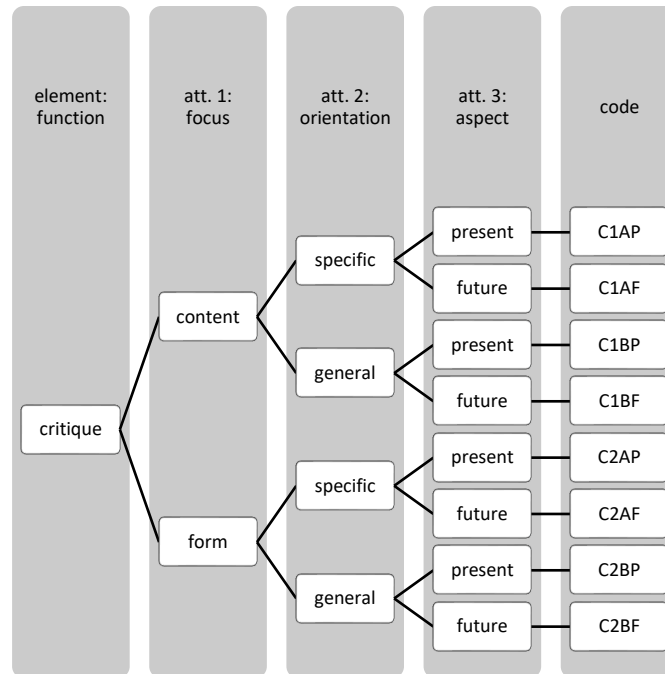 element:
function
att. 1:
focus
att. 2:
orientation
att. 3:
aspect
code
critique
content
form
specific
general
specific
general
present
future
present
future
present
future
present
future
C1AP
C1AF
C1BP
C1BF
C2AP
C2AF
C2BP
C2BF